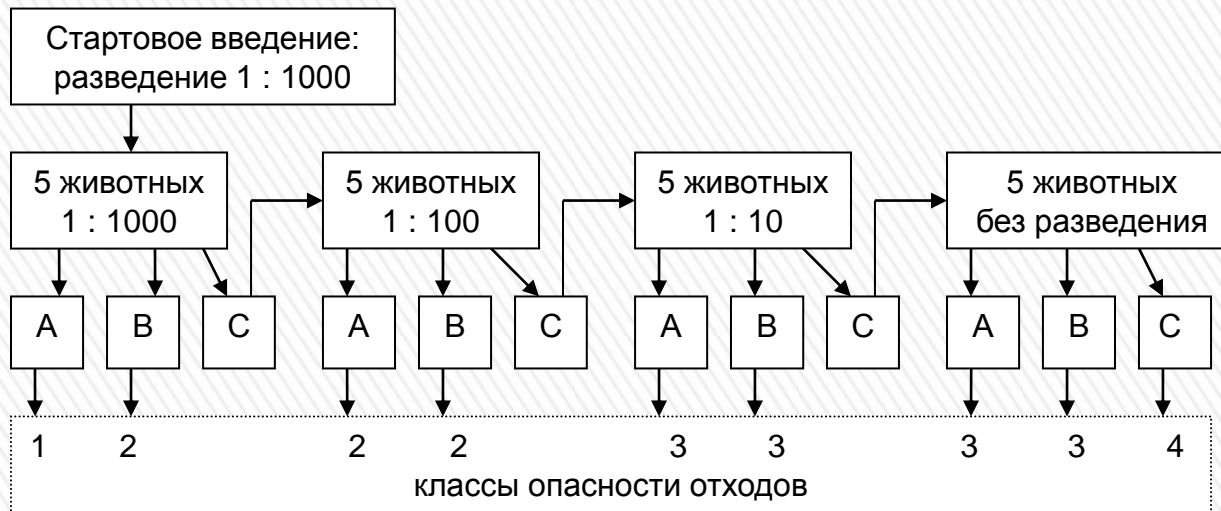 Стартовое введение:
разведение 1 : 1000
5 животных
1 : 1000
5 животных
1 : 100
5 животных
1 : 10
5 животных
без разведения
А В С А В С А В С А В С
1 2 2 2 3 3 3 3 4
классы опасности отходов